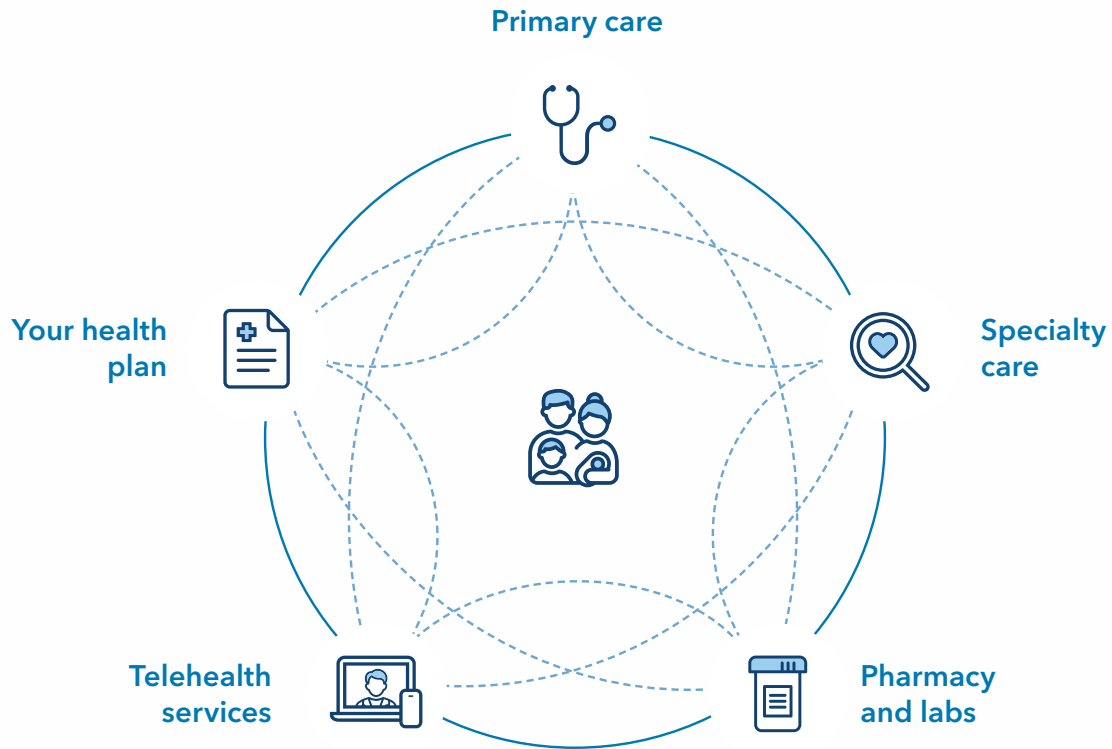 Primary care
Your health
plan
Specialty
care
Telehealth
services
Pharmacy
and labs